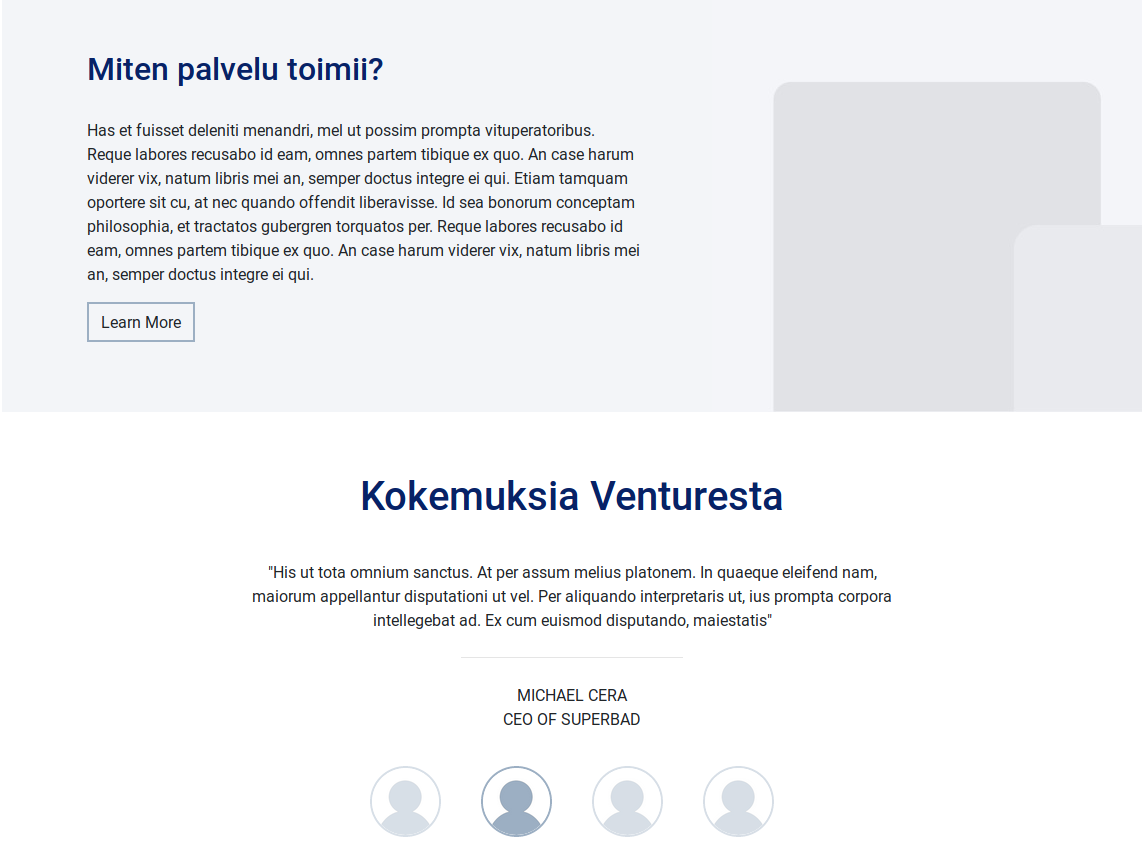 Miten palvelu toimii?
Has et fuisset deleniti menandri, mel ut possim prompta vituperatoribus.
Reque labores recusabo id eam, omnes partem tibique ex quo. An case harum
viderer vix, natum libris mei an, semper doctus integre ei qui. Etiam tamquam
oportere sit cu, at nec quando offendit liberavisse. Id sea bonorum conceptam
philosophia, et tractatos gubergren torquatos per. Reque labores recusabo id
eam, omnes partem tibique ex quo. An case harum viderer vix, natum libris mei
an, semper doctus integre ei qui.
Learn More
Kokemuksia Venturesta
"His ut tota omnium sanctus. At per assum melius platonem. In quaeque eleifend nam,
maiorum appellantur disputationi ut vel. Per aliquando interpretaris ut, ius prompta corpora
intellegebat ad. Ex cum euismod disputando, maiestatis"
MICHAEL CERA
CEO OF SUPERBAD